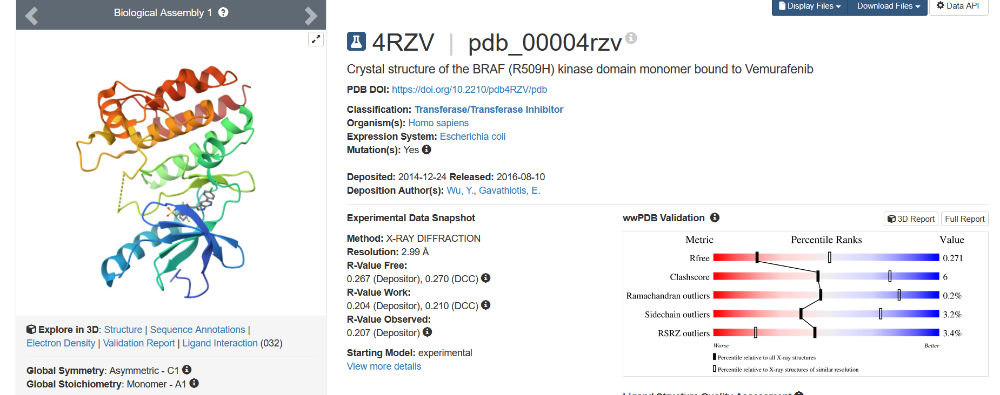 Biological Assembly 1
Display Files
Download Files
Data API
4RZV | pdb_00004rzv
Crystal structure of the BRAF (R509H) kinase domain monomer bound to Vemurafenib
PDB DOI: https://doi.org/10.2210/pdb4RZV/pdb
Classification: Transferase/Transferase Inhibitor
Organism(s): Homo sapiens
Expression System: Escherichia coli
Mutation(s): Yes
Deposited: 2014-12-24 Released: 2016-08-10
Deposition Author(s): Wu, Y., Gavathiotis, E.
Experimental Data Snapshot
Method: X-RAY DIFFRACTION
Resolution: 2.99 Å
R-Value Free:
0.267 (Depositor), 0.270 (DCC)
R-Value Work:
0.204 (Depositor), 0.210 (DCC)
R-Value Observed:
0.207 (Depositor)
Starting Model: experimental
View more details
wwPDB Validation
3D Report
Full Report
Metric Percentile Ranks Value
Rfree 0.271
Clashscore 6
Ramachandran outliers 0.2%
Sidechain outliers 3.2%
RSRZ outliers 3.4%
Worse Better
Percentile relative to all X-ray structures
Percentile relative to X-ray structures of similar resolution
Ligand Structure Quality Assessment
Explore in 3D: Structure | Sequence Annotations |
Electron Density | Validation Report | Ligand Interaction (032)
Global Symmetry: Asymmetric - C1
Global Stoichiometry: Monomer - A1